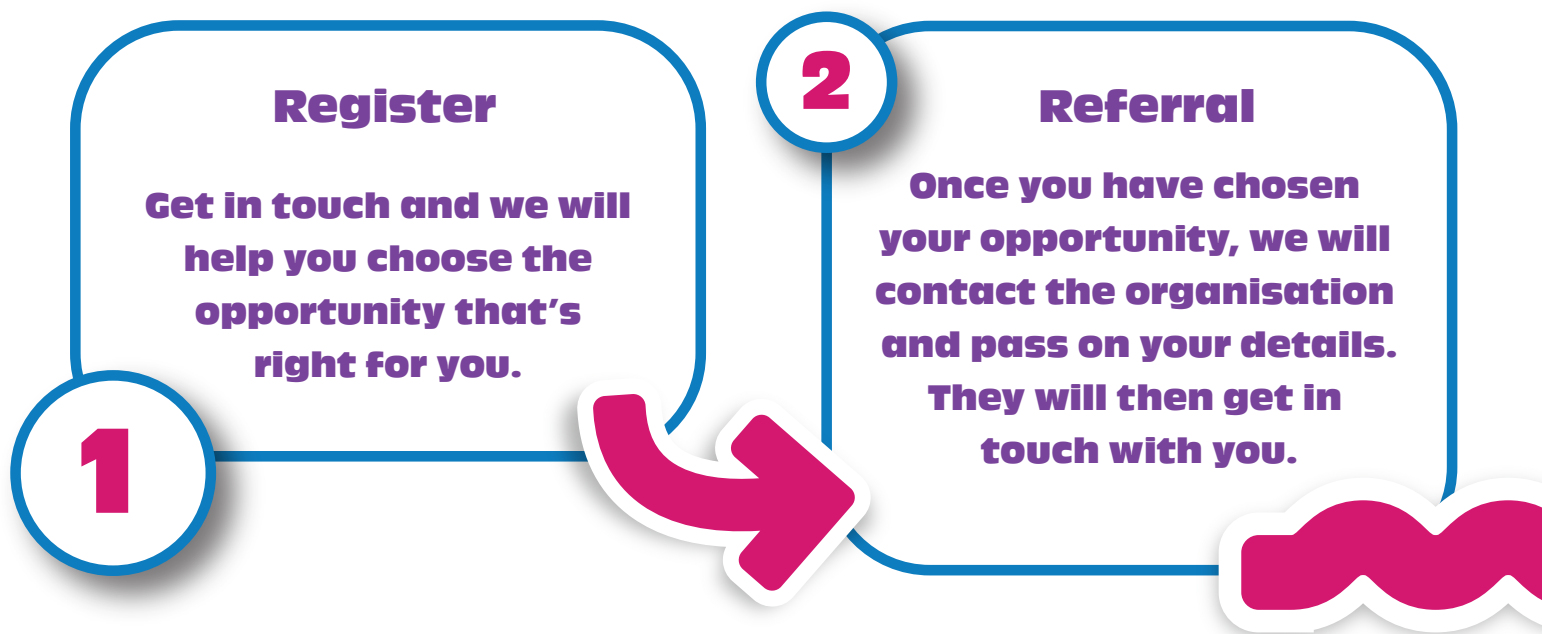 1
Register
Get in touch and we will
help you choose the
opportunity that's
right for you.
2
Referral
Once you have chosen
your opportunity, we will
contact the organisation
and pass on your details.
They will then get in
touch with you.